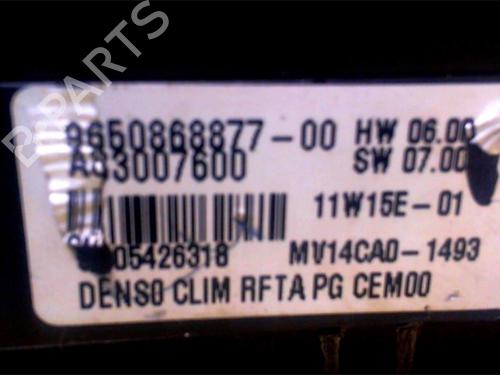 B-PARTS
9650868877-00 HW 06.00
A03007600 SW 07.00
11W15E-01
05426318 MV14CA0-1493
DENSO CLIM RFTA PG CEM00